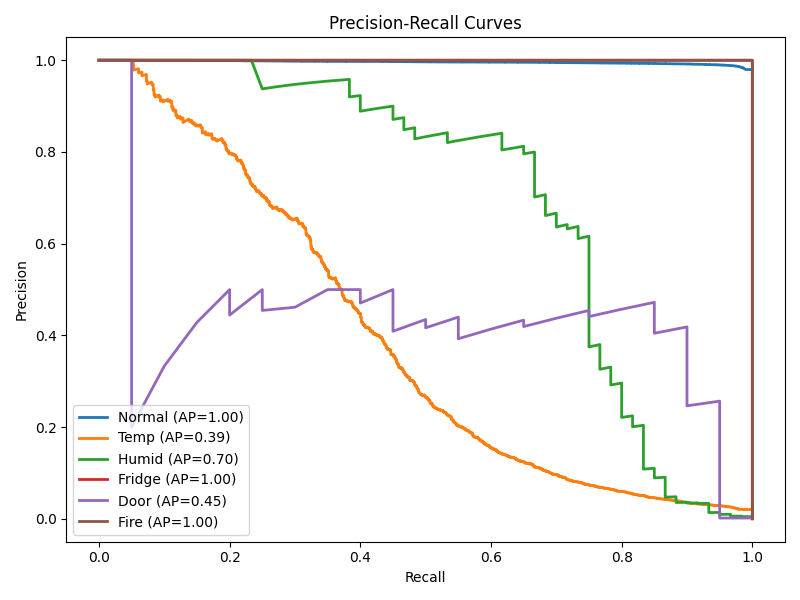 Precision-Recall Curves
Precision
1.0
0.8
0.6
0.4
0.2
0.0
Normal (AP=1.00)
Temp (AP=0.39)
Humid (AP=0.70)
Fridge (AP=1.00)
Door (AP=0.45)
Fire (AP=1.00)
0.0 0.2 0.4 0.6 0.8 1.0
Recall